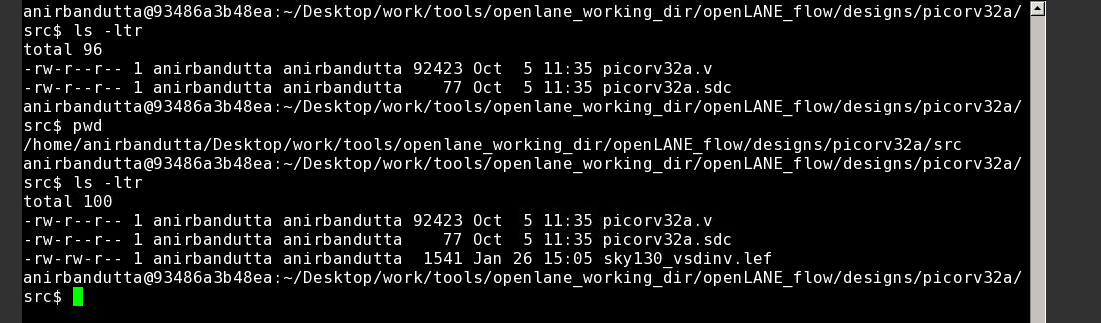 anirbandutta@93486a3b48ea:~/Desktop/work/tools/openlane_working_dir/openLANE_flow/designs/picorv32a/
src$ ls -ltr
total 96
-rw-r--r-- 1 anirbandutta anirbandutta 92423 Oct  5 11:35 picorv32a.v
-rw-r--r-- 1 anirbandutta anirbandutta    77 Oct  5 11:35 picorv32a.sdc
anirbandutta@93486a3b48ea:~/Desktop/work/tools/openlane_working_dir/openLANE_flow/designs/picorv32a/
src$ pwd
/home/anirbandutta/Desktop/work/tools/openlane_working_dir/openLANE_flow/designs/picorv32a/src
anirbandutta@93486a3b48ea:~/Desktop/work/tools/openlane_working_dir/openLANE_flow/designs/picorv32a/
src$ ls -ltr
total 100
-rw-r--r-- 1 anirbandutta anirbandutta 92423 Oct  5 11:35 picorv32a.v
-rw-r--r-- 1 anirbandutta anirbandutta    77 Oct  5 11:35 picorv32a.sdc
-rw-rw-r-- 1 anirbandutta anirbandutta  1541 Jan 26 15:05 sky130_vsdinv.lef
anirbandutta@93486a3b48ea:~/Desktop/work/tools/openlane_working_dir/openLANE_flow/designs/picorv32a/
src$